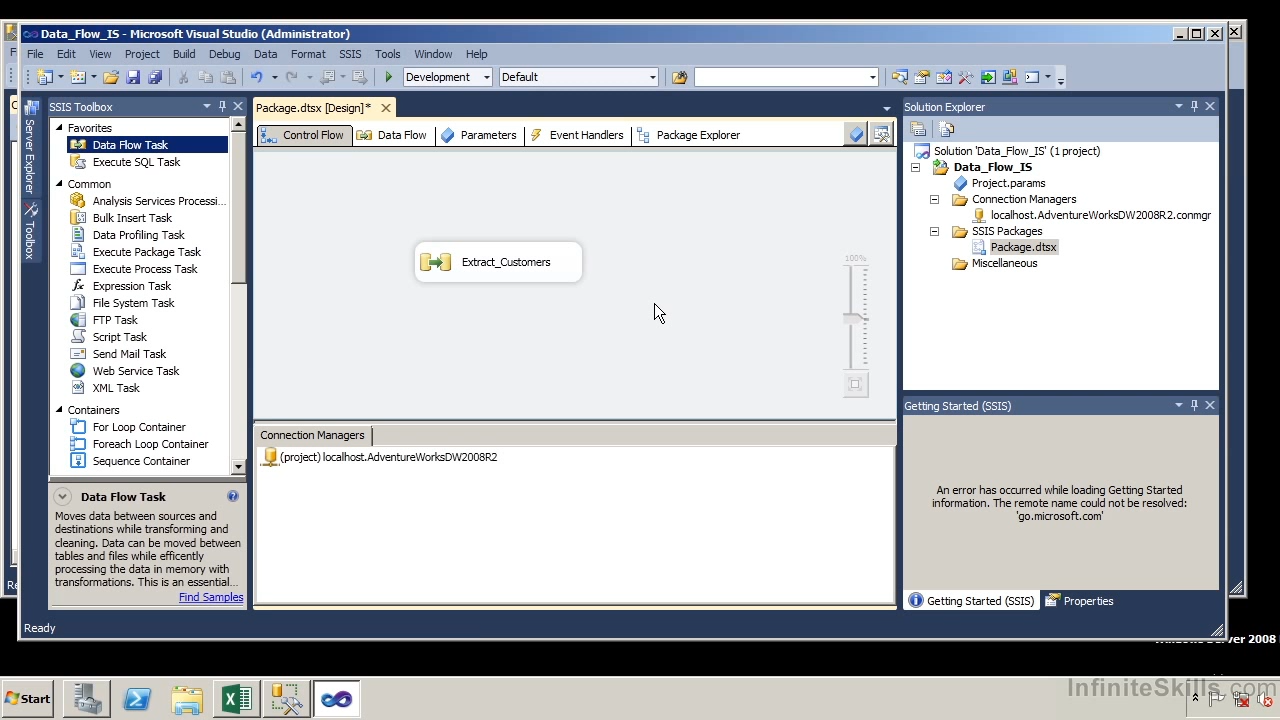 Data_Flow_IS - Microsoft Visual Studio (Administrator)
File Edit View Project Build Debug Data Format SSIS Tools Window Help
Development Default
SSIS Toolbox
Favorites
Data Flow Task
Execute SQL Task
Common
Analysis Services Processi...
Bulk Insert Task
Data Profiling Task
Execute Package Task
Execute Process Task
Expression Task
File System Task
FTP Task
Script Task
Send Mail Task
Web Service Task
XML Task
Containers
For Loop Container
Foreach Loop Container
Sequence Container
Data Flow Task
Moves data between sources and
destinations while transforming and
cleaning. Data can be moved between
tables and files while efficently
processing the data in memory with
transformations. This is an essential...
Find Samples
Server Explorer
Toolbox
Package.dtsx [Design]*
Control Flow Data Flow Parameters Event Handlers Package Explorer
Extract_Customers
100%
Connection Managers
(project) localhost.AdventureWorksDW2008R2
Solution Explorer
Solution 'Data_Flow_IS' (1 project)
Data_Flow_IS
Project.params
Connection Managers
localhost.AdventureWorksDW2008R2.conmgr
SSIS Packages
Package.dtsx
Miscellaneous
Getting Started (SSIS)
An error has occurred while loading Getting Started
information. The remote name could not be resolved:
'go.microsoft.com'
Getting Started (SSIS) Properties
Ready
Start
InfiniteSkills.com